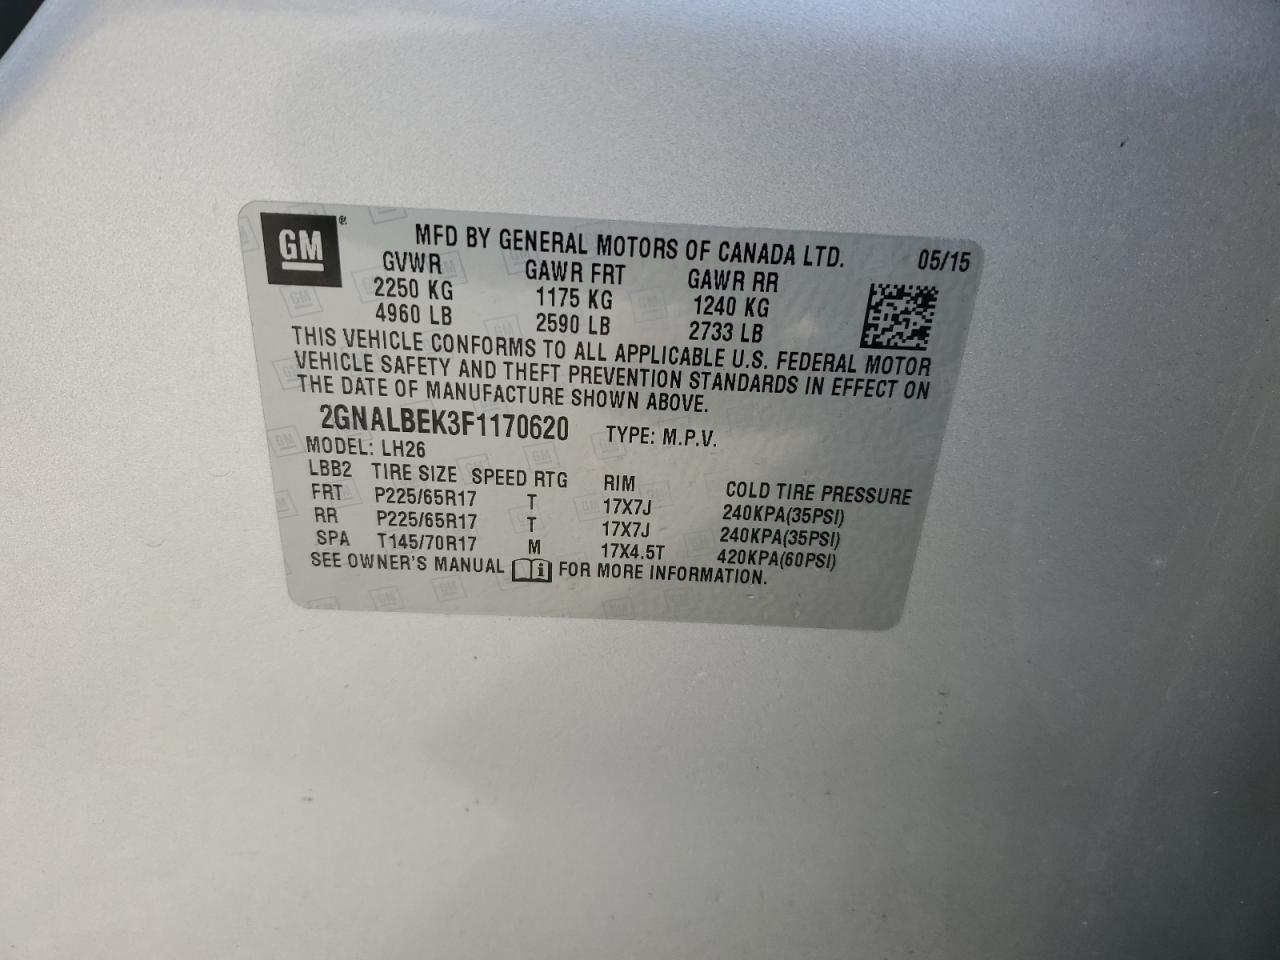 GM®
MFD BY GENERAL MOTORS OF CANADA LTD. 05/15
GVWR GAWR FRT GAWR RR
2250 KG 1175 KG 1240 KG
4960 LB 2590 LB 2733 LB
THIS VEHICLE CONFORMS TO ALL APPLICABLE U.S. FEDERAL MOTOR
VEHICLE SAFETY AND THEFT PREVENTION STANDARDS IN EFFECT ON
THE DATE OF MANUFACTURE SHOWN ABOVE.
2GNALBEK3F1170620 TYPE: M.P.V.
MODEL: LH26
LBB2 TIRE SIZE SPEED RTG RIM COLD TIRE PRESSURE
FRT P225/65R17 T 17X7J 240KPA(35PSI)
RR P225/65R17 T 17X7J 240KPA(35PSI)
SPA T145/70R17 M 17X4.5T 420KPA(60PSI)
SEE OWNER'S MANUAL i FOR MORE INFORMATION.